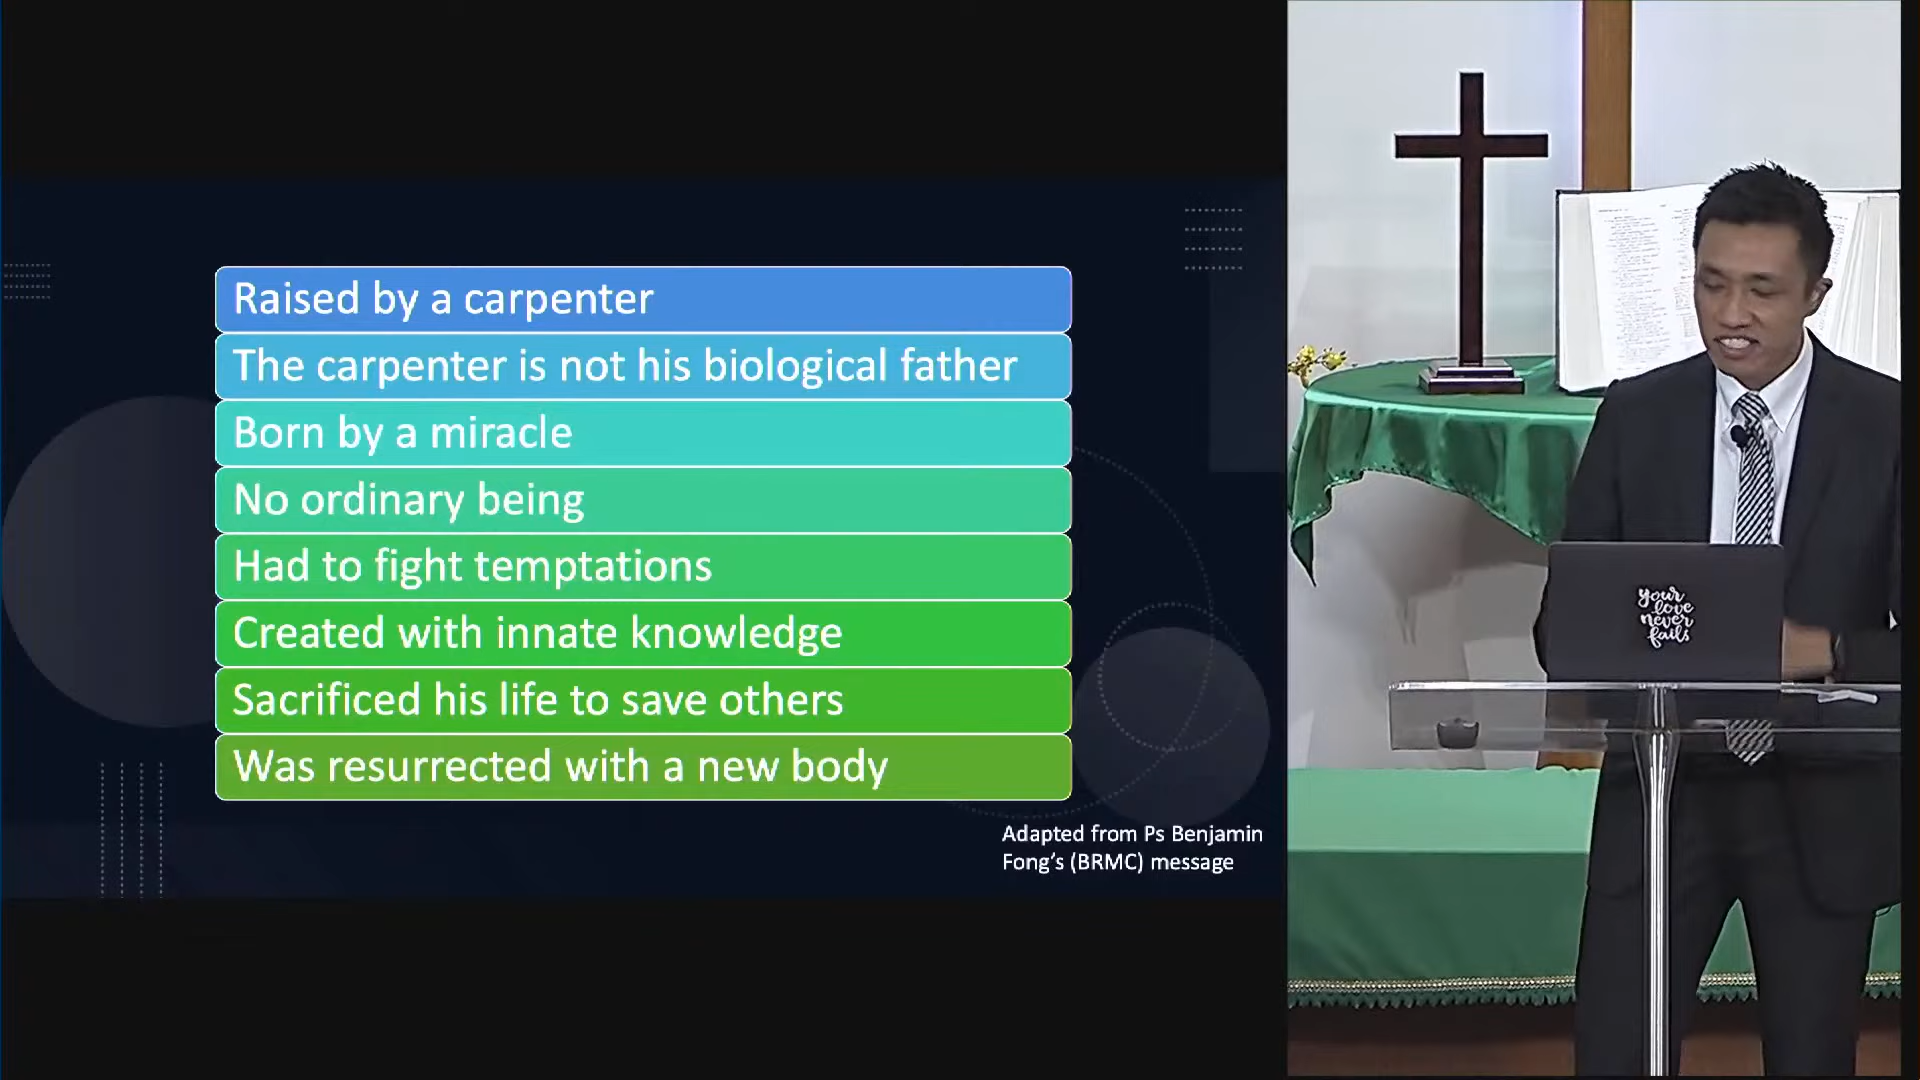 Raised by a carpenter
The carpenter is not his biological father
Born by a miracle
No ordinary being
Had to fight temptations
Created with innate knowledge
Sacrificed his life to save others
Was resurrected with a new body
Adapted from Ps Benjamin
Fong's (BRMC) message
your
love
never
fails